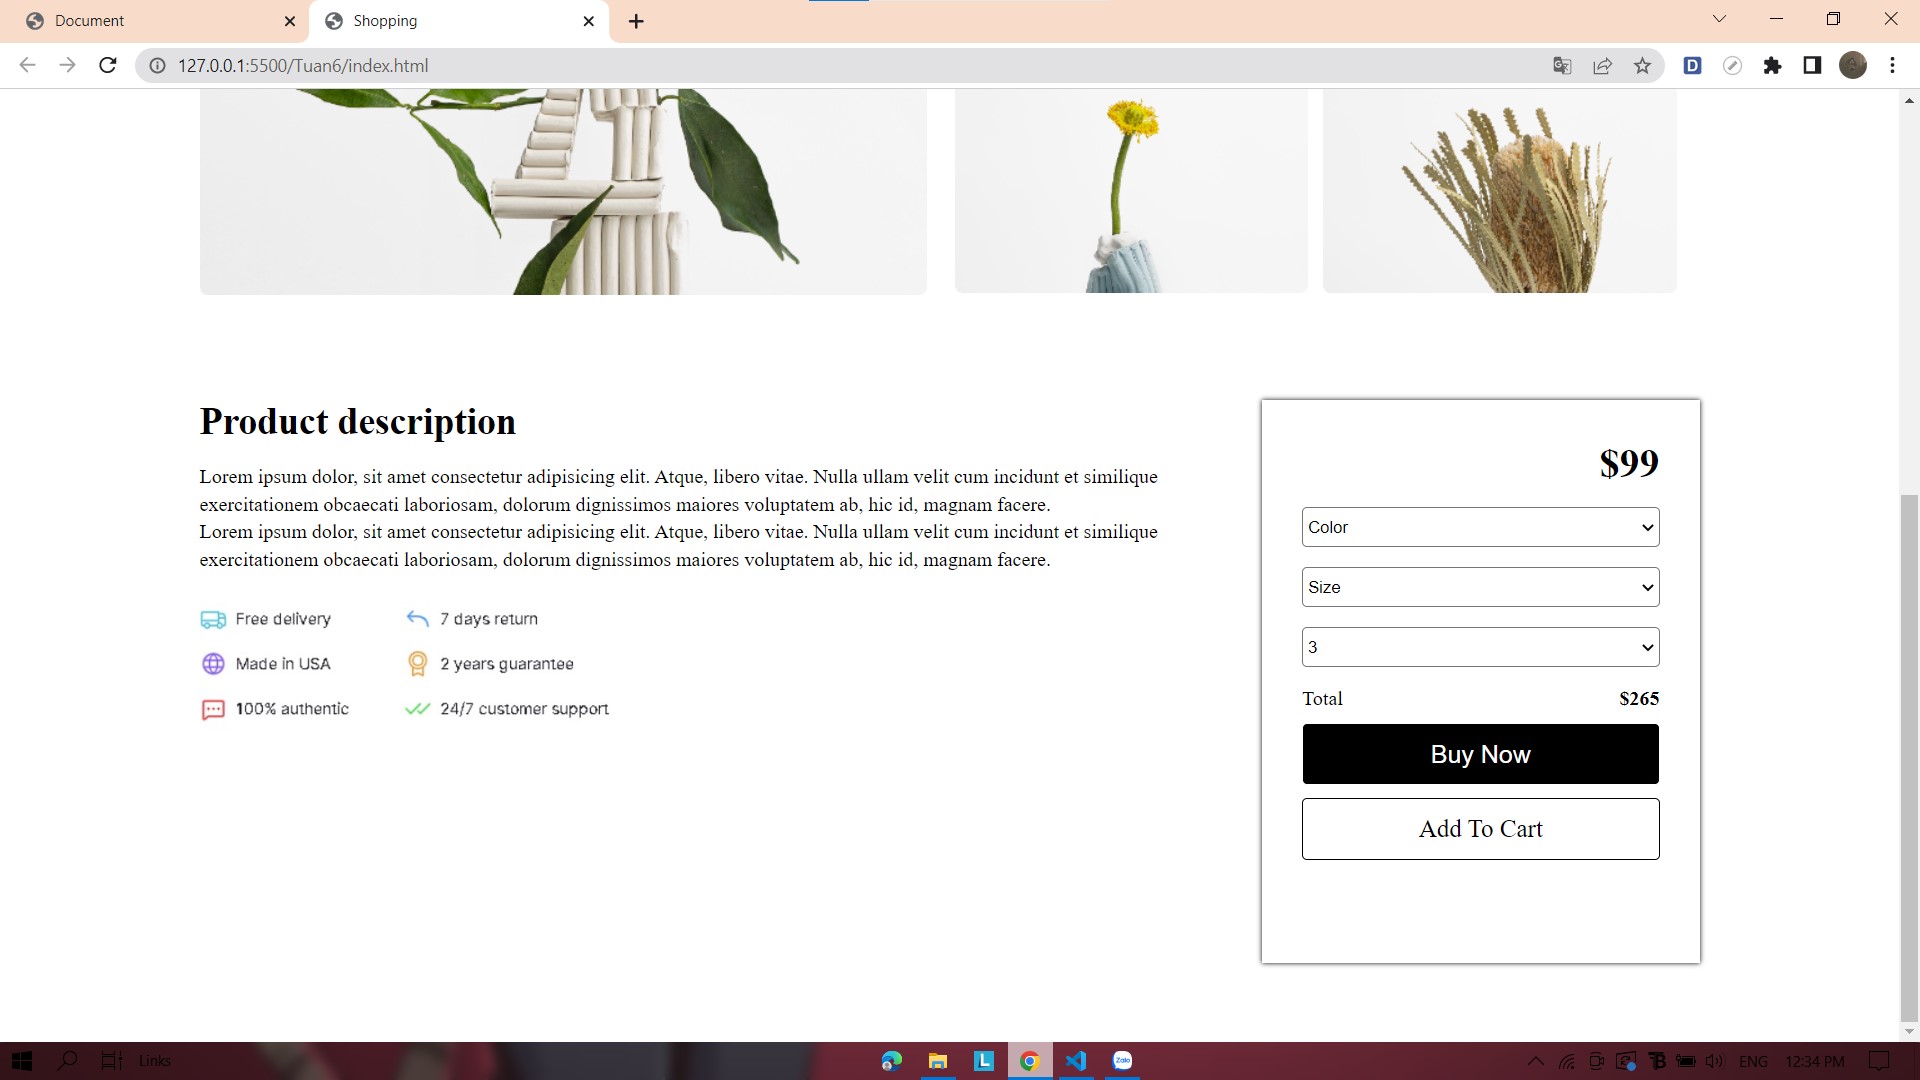 Document
Shopping
127.0.0.1:5500/Tuan6/index.html
D
Product description
Lorem ipsum dolor, sit amet consectetur adipisicing elit. Atque, libero vitae. Nulla ullam velit cum incidunt et similique
exercitationem obcaecati laboriosam, dolorum dignissimos maiores voluptatem ab, hic id, magnam facere.
Lorem ipsum dolor, sit amet consectetur adipisicing elit. Atque, libero vitae. Nulla ullam velit cum incidunt et similique
exercitationem obcaecati laboriosam, dolorum dignissimos maiores voluptatem ab, hic id, magnam facere.
Free delivery
7 days return
Made in USA
2 years guarantee
100% authentic
24/7 customer support
$99
Color
Size
3
Total $265
Buy Now
Add To Cart
Links
L
Zalo
ENG
12:34 PM